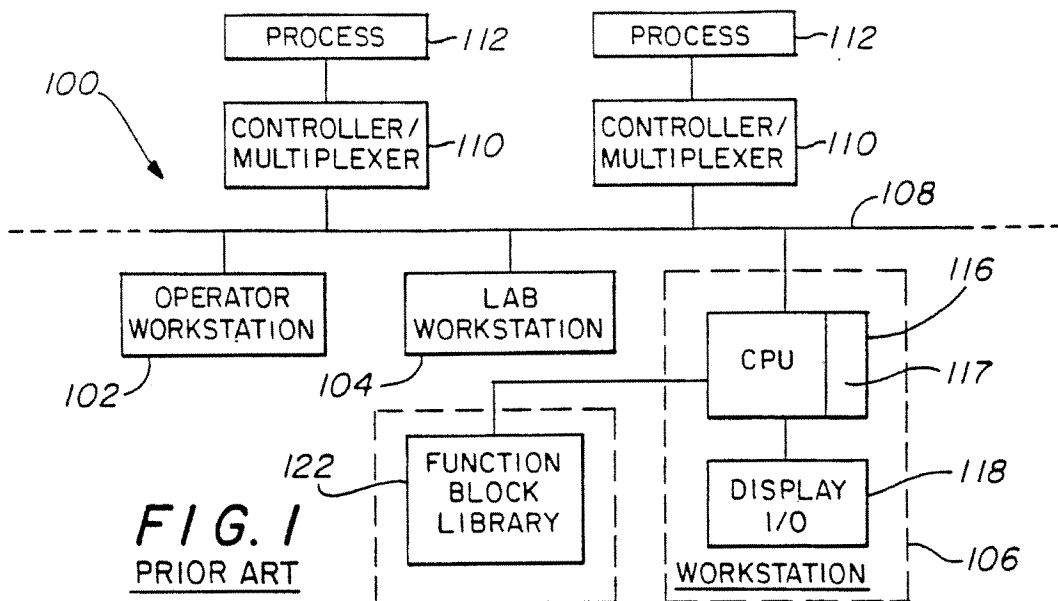 PROCESS
112
PROCESS
112
100
CONTROLLER/
MULTIPLEXER
110
CONTROLLER/
MULTIPLEXER
110
108
OPERATOR
WORKSTATION
102
LAB
WORKSTATION
104
116
CPU
117
122
FUNCTION
BLOCK
LIBRARY
DISPLAY
I/O
118
106
WORKSTATION
FIG. 1
PRIOR ART